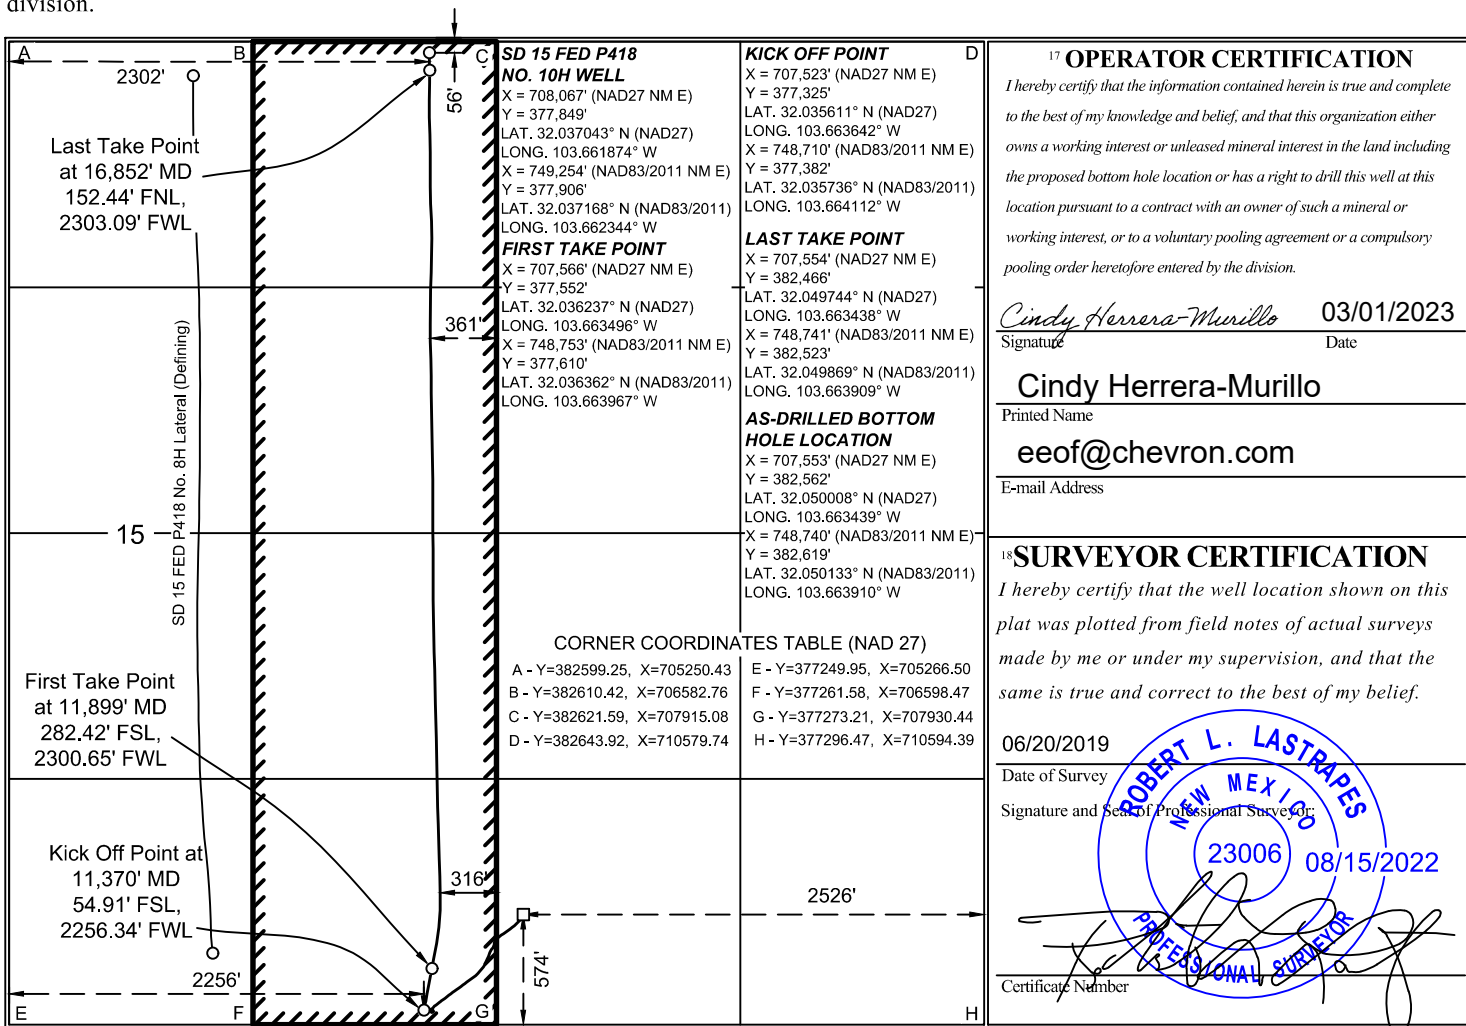 division.
A
B
C
D
2302'
56'
Last Take Point
at 16,852' MD
152.44' FNL,
2303.09' FWL
361'
SD 15 FED P418 No. 8H Lateral (Defining)
15
First Take Point
at 11,899' MD
282.42' FSL,
2300.65' FWL
Kick Off Point at
11,370' MD
54.91' FSL,
2256.34' FWL
316'
2526'
574'
2256'
E
F
G
H
SD 15 FED P418
NO. 10H WELL
X = 708,067' (NAD27 NM E)
Y = 377,849'
LAT. 32.037043° N (NAD27)
LONG. 103.661874° W
X = 749,254' (NAD83/2011 NM E)
Y = 377,906'
LAT. 32.037168° N (NAD83/2011)
LONG. 103.662344° W
FIRST TAKE POINT
X = 707,566' (NAD27 NM E)
Y = 377,552'
LAT. 32.036237° N (NAD27)
LONG. 103.663496° W
X = 748,753' (NAD83/2011 NM E)
Y = 377,610'
LAT. 32.036362° N (NAD83/2011)
LONG. 103.663967° W
KICK OFF POINT
X = 707,523' (NAD27 NM E)
Y = 377,325'
LAT. 32.035611° N (NAD27)
LONG. 103.663642° W
X = 748,710' (NAD83/2011 NM E)
Y = 377,382'
LAT. 32.035736° N (NAD83/2011)
LONG. 103.664112° W
LAST TAKE POINT
X = 707,554' (NAD27 NM E)
Y = 382,466'
LAT. 32.049744° N (NAD27)
LONG. 103.663438° W
X = 748,741' (NAD83/2011 NM E)
Y = 382,523'
LAT. 32.049869° N (NAD83/2011)
LONG. 103.663909° W
AS-DRILLED BOTTOM
HOLE LOCATION
X = 707,553' (NAD27 NM E)
Y = 382,562'
LAT. 32.050008° N (NAD27)
LONG. 103.663439° W
X = 748,740' (NAD83/2011 NM E)
Y = 382,619'
LAT. 32.050133° N (NAD83/2011)
LONG. 103.663910° W
CORNER COORDINATES TABLE (NAD 27)
A - Y=382599.25, X=705250.43
B - Y=382610.42, X=706582.76
C - Y=382621.59, X=707915.08
D - Y=382643.92, X=710579.74
E - Y=377249.95, X=705266.50
F - Y=377261.58, X=706598.47
G - Y=377273.21, X=707930.44
H - Y=377296.47, X=710594.39
17 OPERATOR CERTIFICATION
I hereby certify that the information contained herein is true and complete
to the best of my knowledge and belief, and that this organization either
owns a working interest or unleased mineral interest in the land including
the proposed bottom hole location or has a right to drill this well at this
location pursuant to a contract with an owner of such a mineral or
working interest, or to a voluntary pooling agreement or a compulsory
pooling order heretofore entered by the division.
Cindy Herrera-Murillo 03/01/2023
Signature Date
Cindy Herrera-Murillo
Printed Name
eeof@chevron.com
E-mail Address
18 SURVEYOR CERTIFICATION
I hereby certify that the well location shown on this
plat was plotted from field notes of actual surveys
made by me or under my supervision, and that the
same is true and correct to the best of my belief.
06/20/2019
Date of Survey
Signature and Seal of Professional Surveyor:
ROBERT L. LASTRAPES
NEW MEXICO
23006
08/15/2022
PROFESSIONAL SURVEYOR
Certificate Number